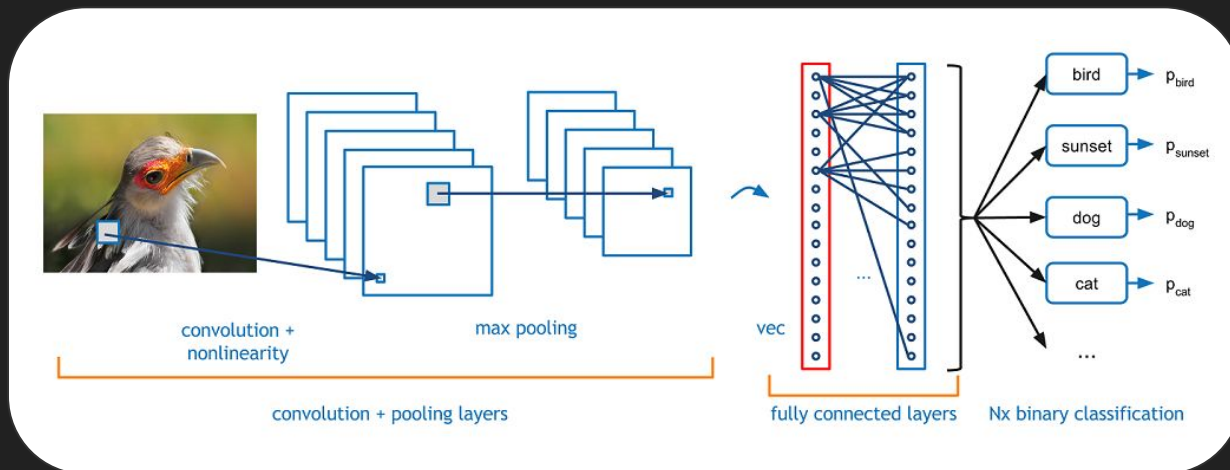 bird
p_bird
sunset
p_sunset
dog
p_dog
cat
p_cat
...
...
convolution +
nonlinearity
max pooling
vec
convolution + pooling layers
fully connected layers
Nx binary classification